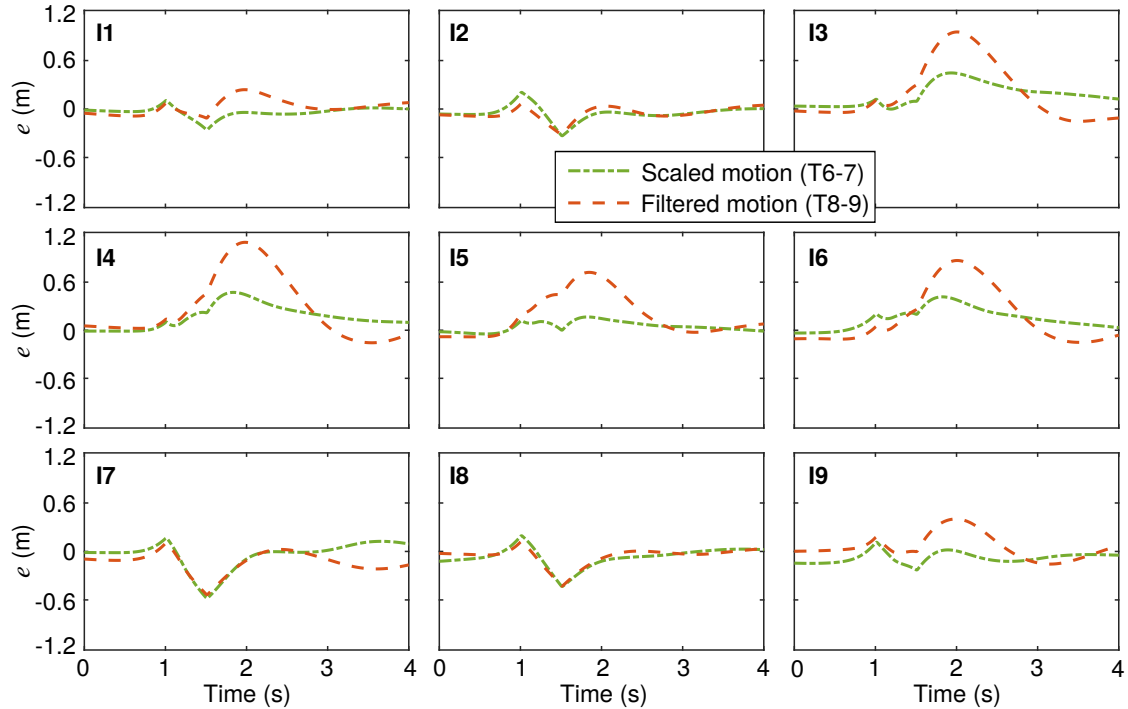 I1
I2
I3
1.2
0.6
0
-0.6
-1.2
e (m)
Scaled motion (T6-7)
Filtered motion (T8-9)
I4
I5
I6
1.2
0.6
0
-0.6
-1.2
e (m)
I7
I8
I9
1.2
0.6
0
-0.6
-1.2
e (m)
0 1 2 3 4
0 1 2 3 4
0 1 2 3 4
Time (s)
Time (s)
Time (s)